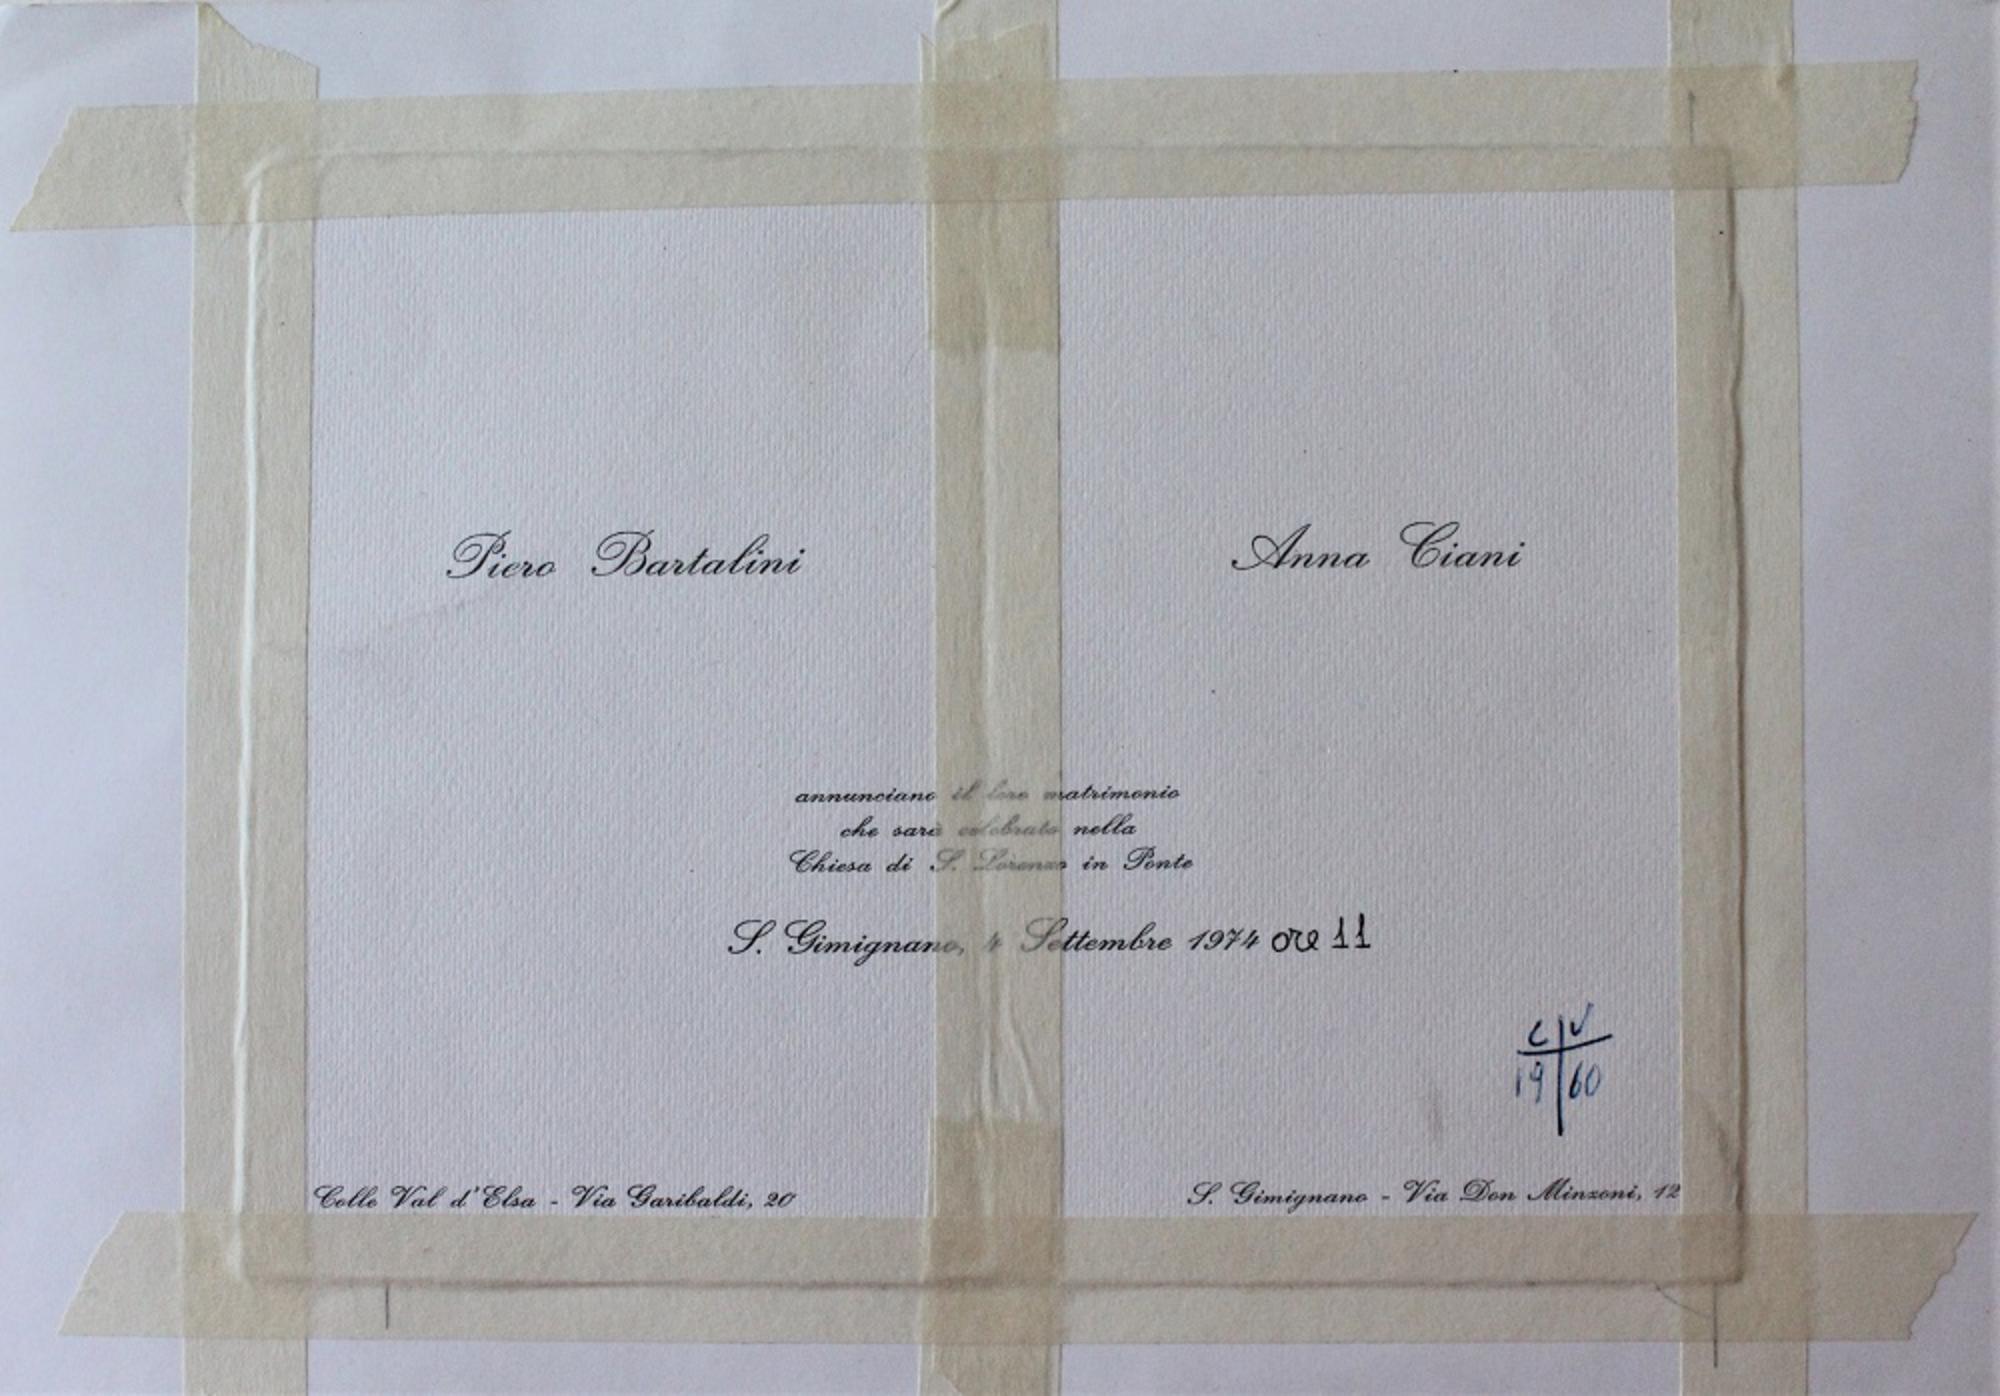 Piero Bartalini
Anna Ciani
annunciano il loro matrimonio
che sarà celebrato nella
Chiesa di S. Lorenzo in Ponte
S. Gimignano, 4 Settembre 1974 ore 11
C V
19 60
Colle Val d'Elsa - Via Garibaldi, 20
S. Gimignano - Via Don Minzoni, 12